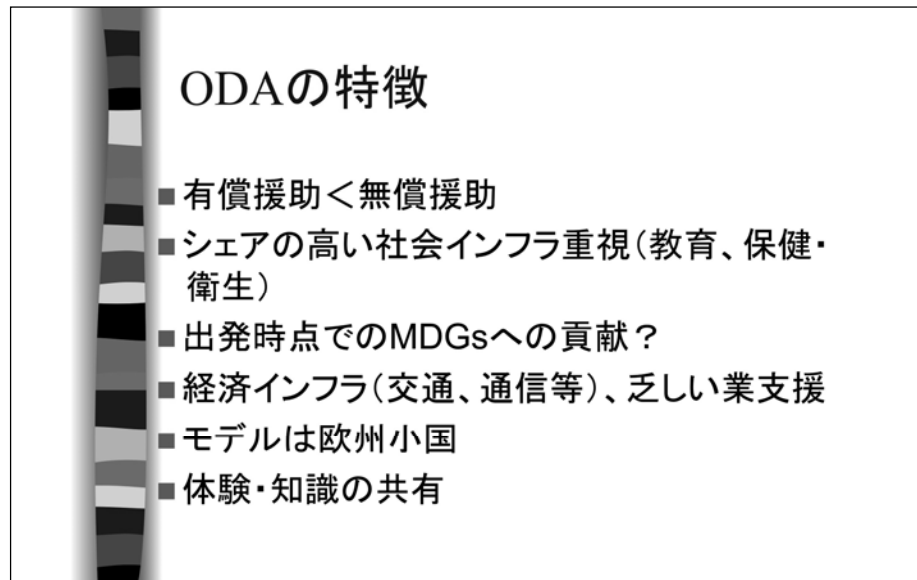 ODAの特徴
■有償援助＜無償援助
■シェアの高い社会インフラ重視（教育、保健・
衛生）
■出発時点でのMDGsへの貢献？
■経済インフラ（交通、通信等）、乏しい業支援
■モデルは欧州小国
■体験・知識の共有